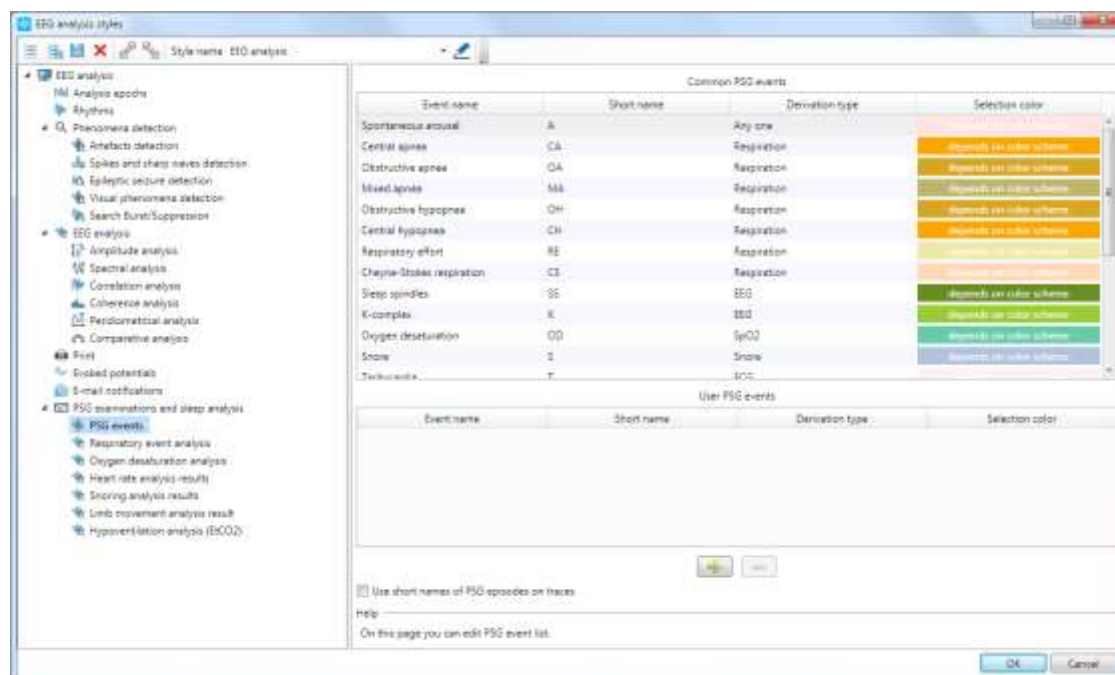 EEG analysis styles
Style name EEG analysis
EEG analysis
Analysis epochs
Rhythms
Phenomena detection
Artefacts detection
Spikes and sharp waves detection
Epileptic seizure detection
Visual phenomena detection
Search Burst/Suppression
EEG analysis
Amplitude analysis
Spectral analysis
Correlation analysis
Coherence analysis
Periodometrical analysis
Comparative analysis
Print
Evoked potentials
E-mail notifications
PSG examinations and sleep analysis
PSG events
Respiratory event analysis
Oxygen desaturation analysis
Heart rate analysis results
Snoring analysis results
Limb movement analysis result
Hypoventilation analysis (EtCO2)
Common PSG events
Event name Short name Derivation type Selection color
Spontaneous arousal A Any one
Central apnea CA Respiration depends on color scheme
Obstructive apnea OA Respiration depends on color scheme
Mixed apnea MA Respiration depends on color scheme
Obstructive hypopnea OH Respiration depends on color scheme
Central hypopnea CH Respiration depends on color scheme
Respiratory effort RE Respiration depends on color scheme
Cheyne-Stokes respiration CS Respiration depends on color scheme
Sleep spindles SS EEG depends on color scheme
K-complex K EEG depends on color scheme
Oxygen desaturation OD SpO2 depends on color scheme
Snore S Snore depends on color scheme
Tachycardia T ECG
User PSG events
Event name Short name Derivation type Selection color
Use short names of PSG episodes on traces
Help
On this page you can edit PSG event list.
OK Cancel